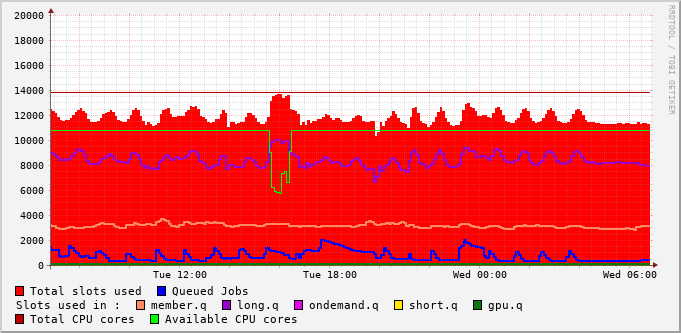 20000
18000
16000
14000
12000
10000
8000
6000
4000
2000
0
Tue 12:00 Tue 18:00 Wed 00:00 Wed 06:00
RRDTOOL / TOBI OETIKER
Total slots used Queued Jobs
Slots used in : member.q long.q ondemand.q short.q gpu.q
Total CPU cores Available CPU cores